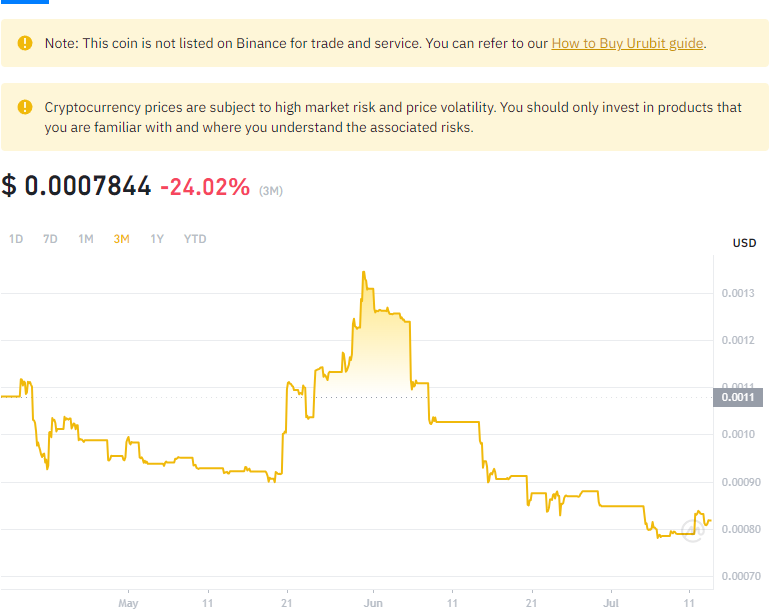 Note: This coin is not listed on Binance for trade and service. You can refer to our How to Buy Urubit guide.
Cryptocurrency prices are subject to high market risk and price volatility. You should only invest in products that
you are familiar with and where you understand the associated risks.
$ 0.0007844 -24.02% (3M)
1D 7D 1M 3M 1Y YTD
USD
0.0013
0.0012
0.0011
0.0011
0.0010
0.00090
0.00080
0.00070
May 11 21 Jun 11 21 Jul 11